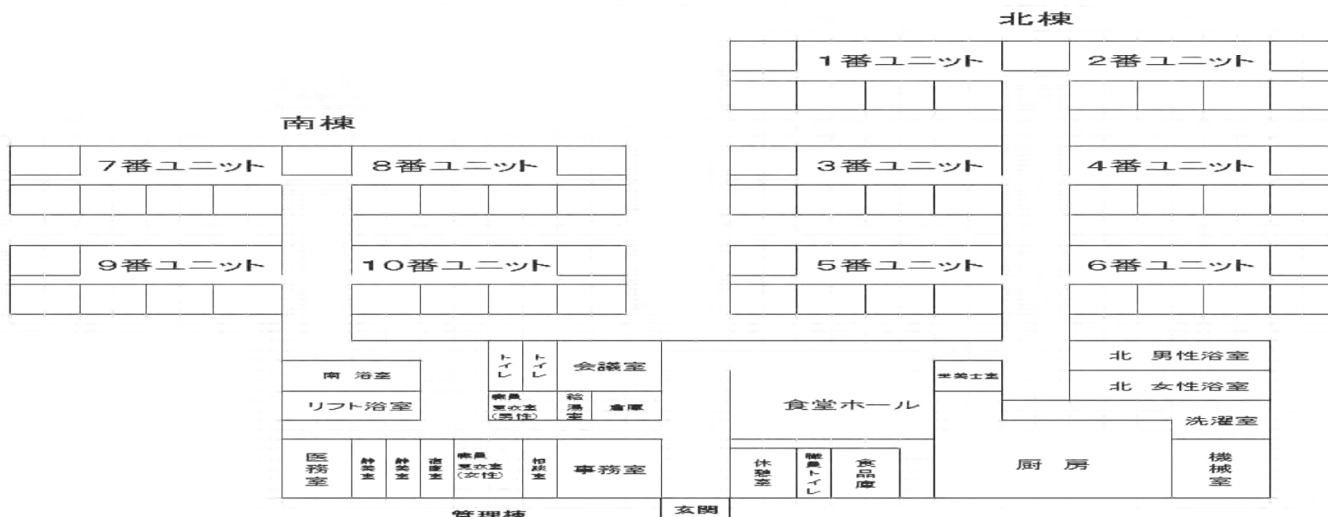 北棟
1番ユニット
2番ユニット
南棟
7番ユニット
8番ユニット
3番ユニット
4番ユニット
9番ユニット
10番ユニット
5番ユニット
6番ユニット
トイレ
トイレ
会議室
北 男性浴室
南 浴室
栄養士室
北 女性浴室
リフト浴室
職員
更衣室
(男性)
給湯室
倉庫
食堂ホール
洗濯室
医務室
静養室
静養室
宿直室
職員
更衣室
(女性)
相談室
事務室
休憩室
職員トイレ
食品庫
厨房
機械室
管理棟
玄関